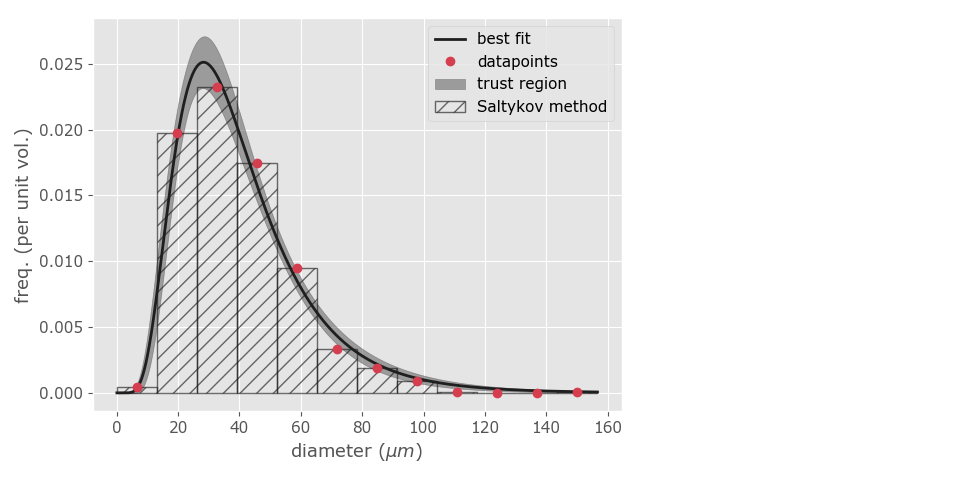 best fit
datapoints
trust region
Saltykov method
freq. (per unit vol.)
0.025
0.020
0.015
0.010
0.005
0.000
0 20 40 60 80 100 120 140 160
diameter (μm)